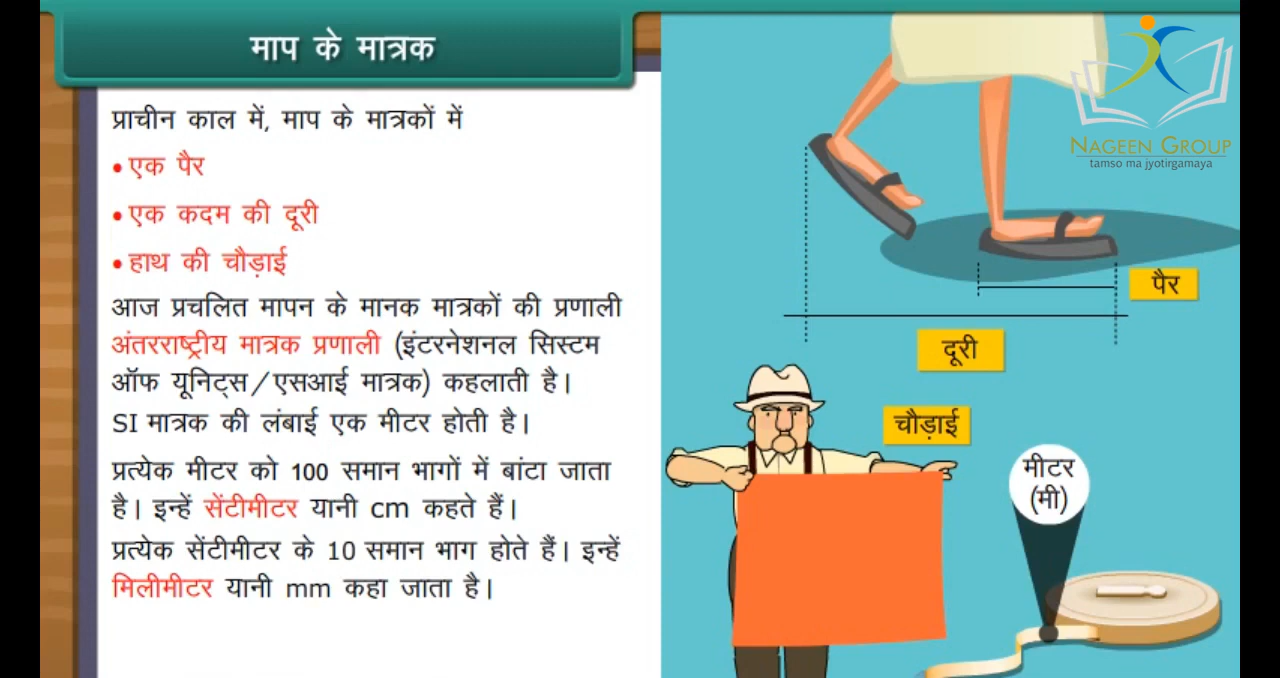 माप के मात्रक
प्राचीन काल में, माप के मात्रकों में
• एक पैर
• एक कदम की दूरी
• हाथ की चौड़ाई
आज प्रचलित मापन के मानक मात्रकों की प्रणाली
अंतरराष्ट्रीय मात्रक प्रणाली (इंटरनेशनल सिस्टम
ऑफ यूनिट्स/एसआई मात्रक) कहलाती है।
SI मात्रक की लंबाई एक मीटर होती है।
प्रत्येक मीटर को 100 समान भागों में बांटा जाता
है। इन्हें सेंटीमीटर यानी cm कहते हैं।
प्रत्येक सेंटीमीटर के 10 समान भाग होते हैं। इन्हें
मिलीमीटर यानी mm कहा जाता है।
NAGEEN GROUP
tamso ma jyotirgamaya
पैर
दूरी
चौड़ाई
मीटर
(मी)